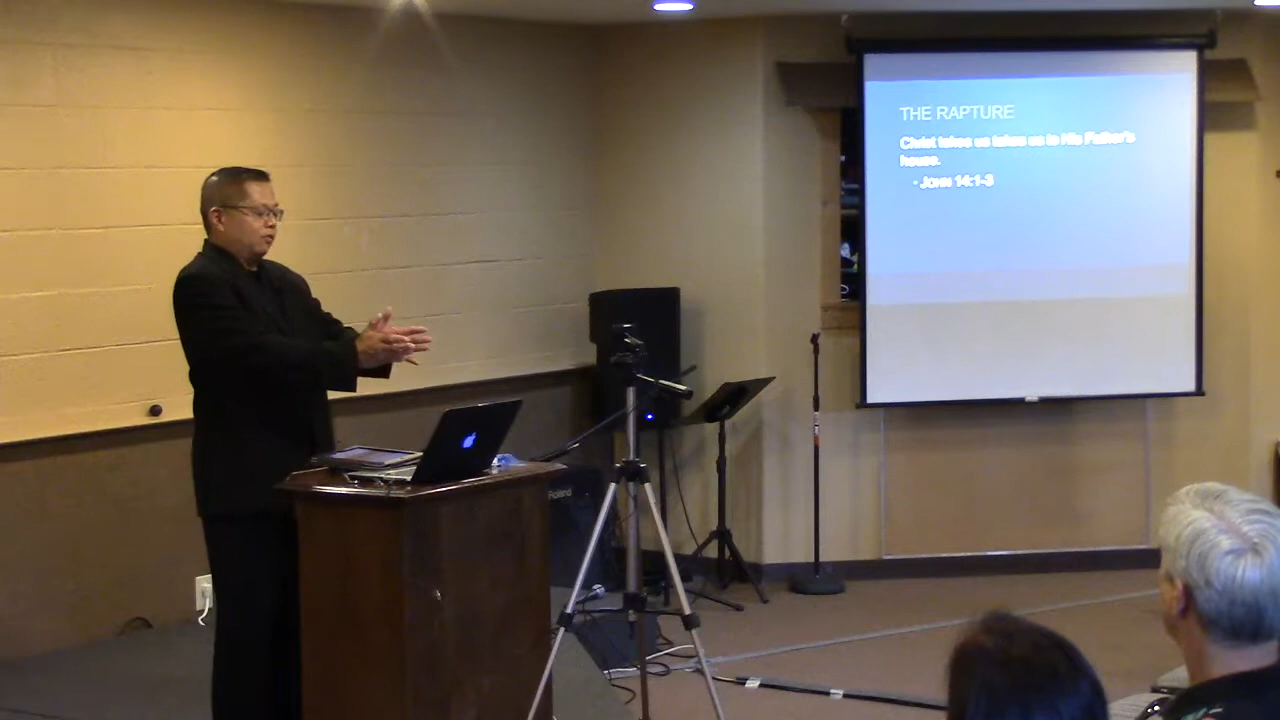 THE RAPTURE
Christ takes us takes us to His Father's
house.
- JOHN 14:1-3
Roland